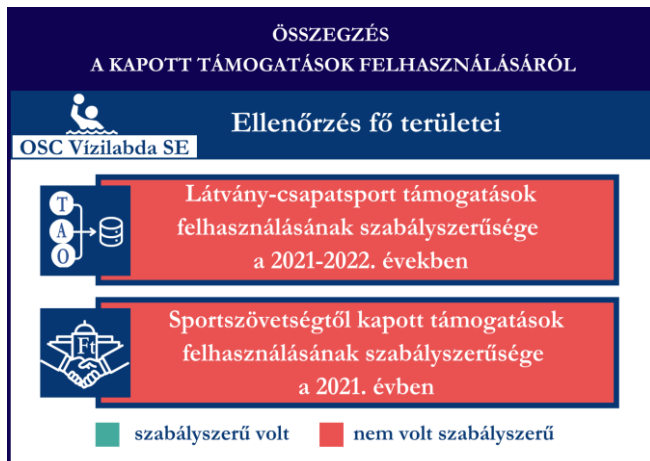 ÖSSZEGZÉS
A KAPOTT TÁMOGATÁSOK FELHASZNÁLÁSÁRÓL
OSC Vízilabda SE
Ellenőrzés fő területei
T
A
O
Látvány-csapatsport támogatások
felhasználásának szabályszerűsége
a 2021-2022. években
Ft
Sportszövetségtől kapott támogatások
felhasználásának szabályszerűsége
a 2021. évben
szabályszerű volt
nem volt szabályszerű